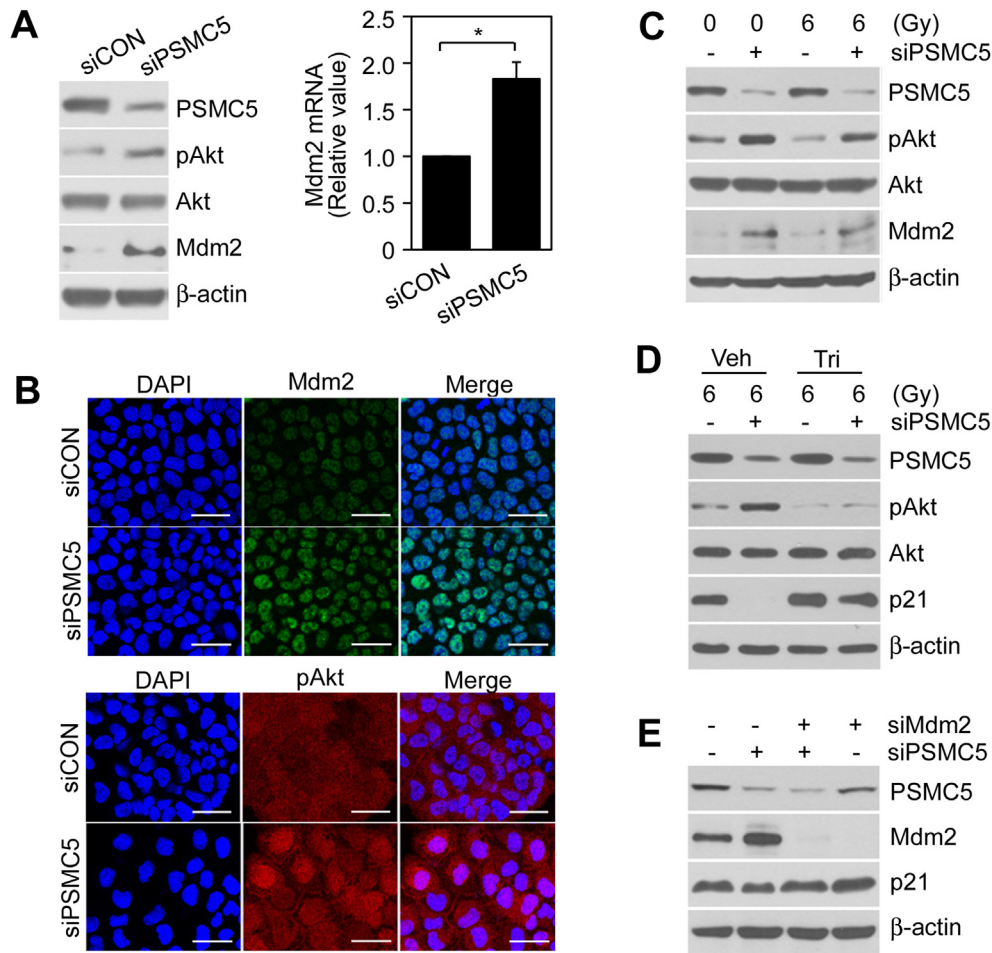 A
siCON
siPSMC5
PSMC5
pAkt
Akt
Mdm2
β-actin
Mdm2 mRNA
(Relative value)
2.5
2.0
1.5
1.0
0.5
0
*
siCON
siPSMC5
B
DAPI Mdm2 Merge
siCON
siPSMC5
DAPI pAkt Merge
siCON
siPSMC5
C
0 0 6 6 (Gy)
- + - + siPSMC5
PSMC5
pAkt
Akt
Mdm2
β-actin
D
Veh Tri
6 6 6 6 (Gy)
- + - + siPSMC5
PSMC5
pAkt
Akt
p21
β-actin
E
- - + + siMdm2
- + + - siPSMC5
PSMC5
Mdm2
p21
β-actin